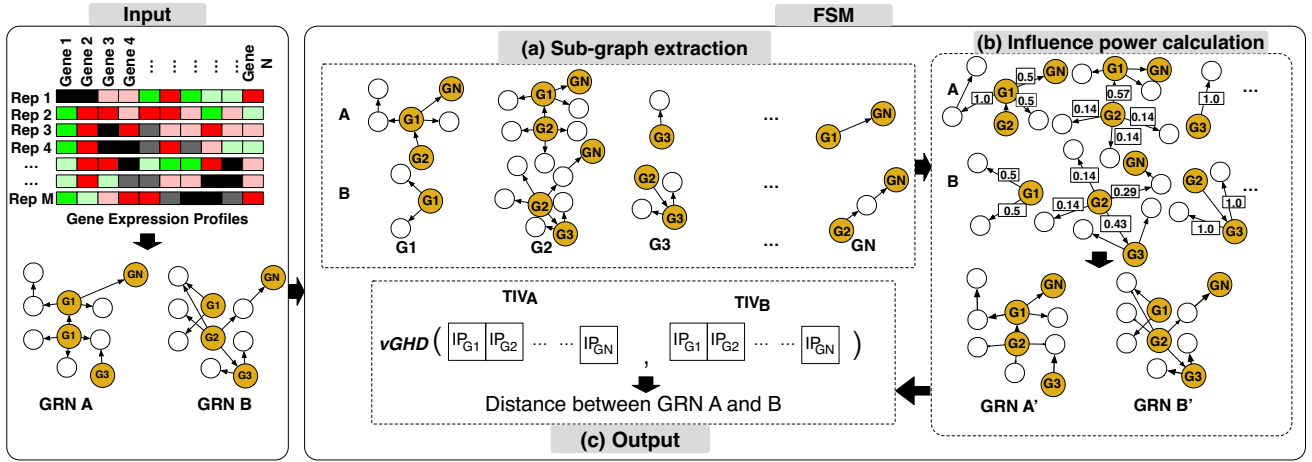 Input
Gene 1
Gene 2
Gene 3
Gene 4
...
...
...
...
...
Gene N
Rep 1
Rep 2
Rep 3
Rep 4
...
...
Rep M
Gene Expression Profiles
GN
G1
G1
G3
GRN A
GN
G1
G2
G3
GRN B
FSM
(a) Sub-graph extraction
A
GN
G1
G2
GN
G1
G2
G3
...
G1
GN
B
G1
GN
G2
G3
G2
G3
...
GN
G2
G1
G2
G3
...
GN
(b) Influence power calculation
A
0.5
GN
G1
1.0
0.5
G2
G1
GN
0.57
0.14
G2
0.14
0.14
1.0
G3
...
B
0.5
G1
0.5
GN
0.14
0.29
0.14
G2
0.43
G3
G2
...
1.0
1.0
G3
GN
G1
G2
G3
GRN A’
GN
G1
G2
G3
GRN B’
TIVA
TIVB
vGHD ( IPG1 IPG2 ... ... IPGN , IPG1 IPG2 ... ... IPGN )
Distance between GRN A and B
(c) Output